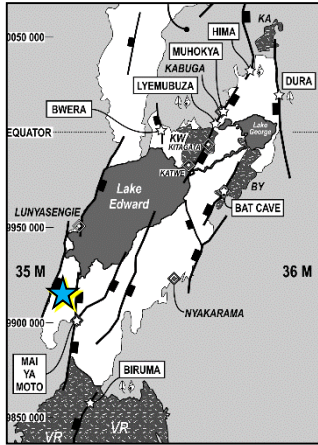 0050 000
KA
HIMA
MUHOKYA
KABUGA
LYEMUBUZA
DURA
BWERA
EQUATOR
KW
KITAGATA
Lake
George
KATWE
Lake
Edward
BY
LUNYASENGIE
BAT CAVE
9950 000
35 M
36 M
NYAKARAMA
9900 000
MAI
YA
MOTO
BIRUMA
9850 000
VR
VR